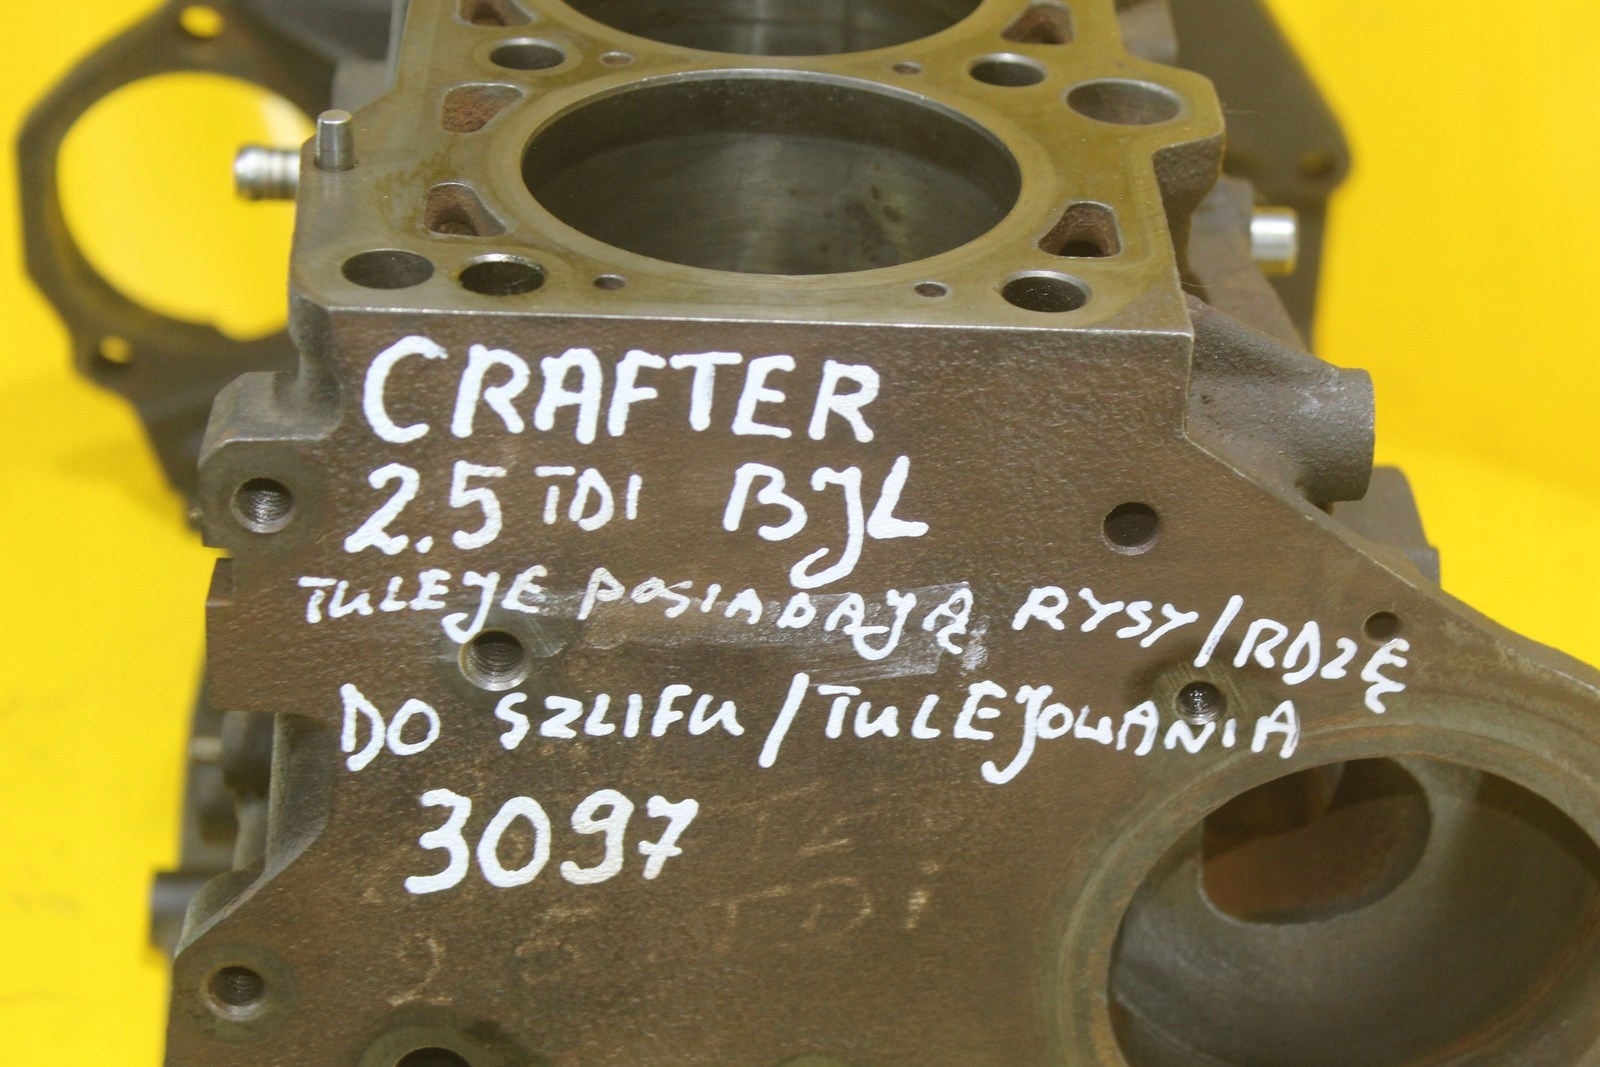 CRAFTER
2.5 TDI BJL
TULEJE POSIADAJĄ RYSY/RDZĘ
DO SZLIFU/TULEJOWANIA
3097